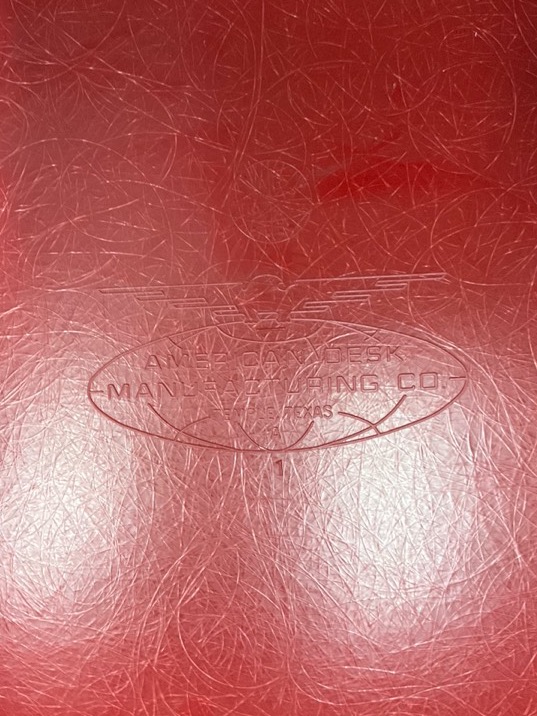 AMERICAN DESK
MANUFACTURING CO.
TEMPLE, TEXAS
1